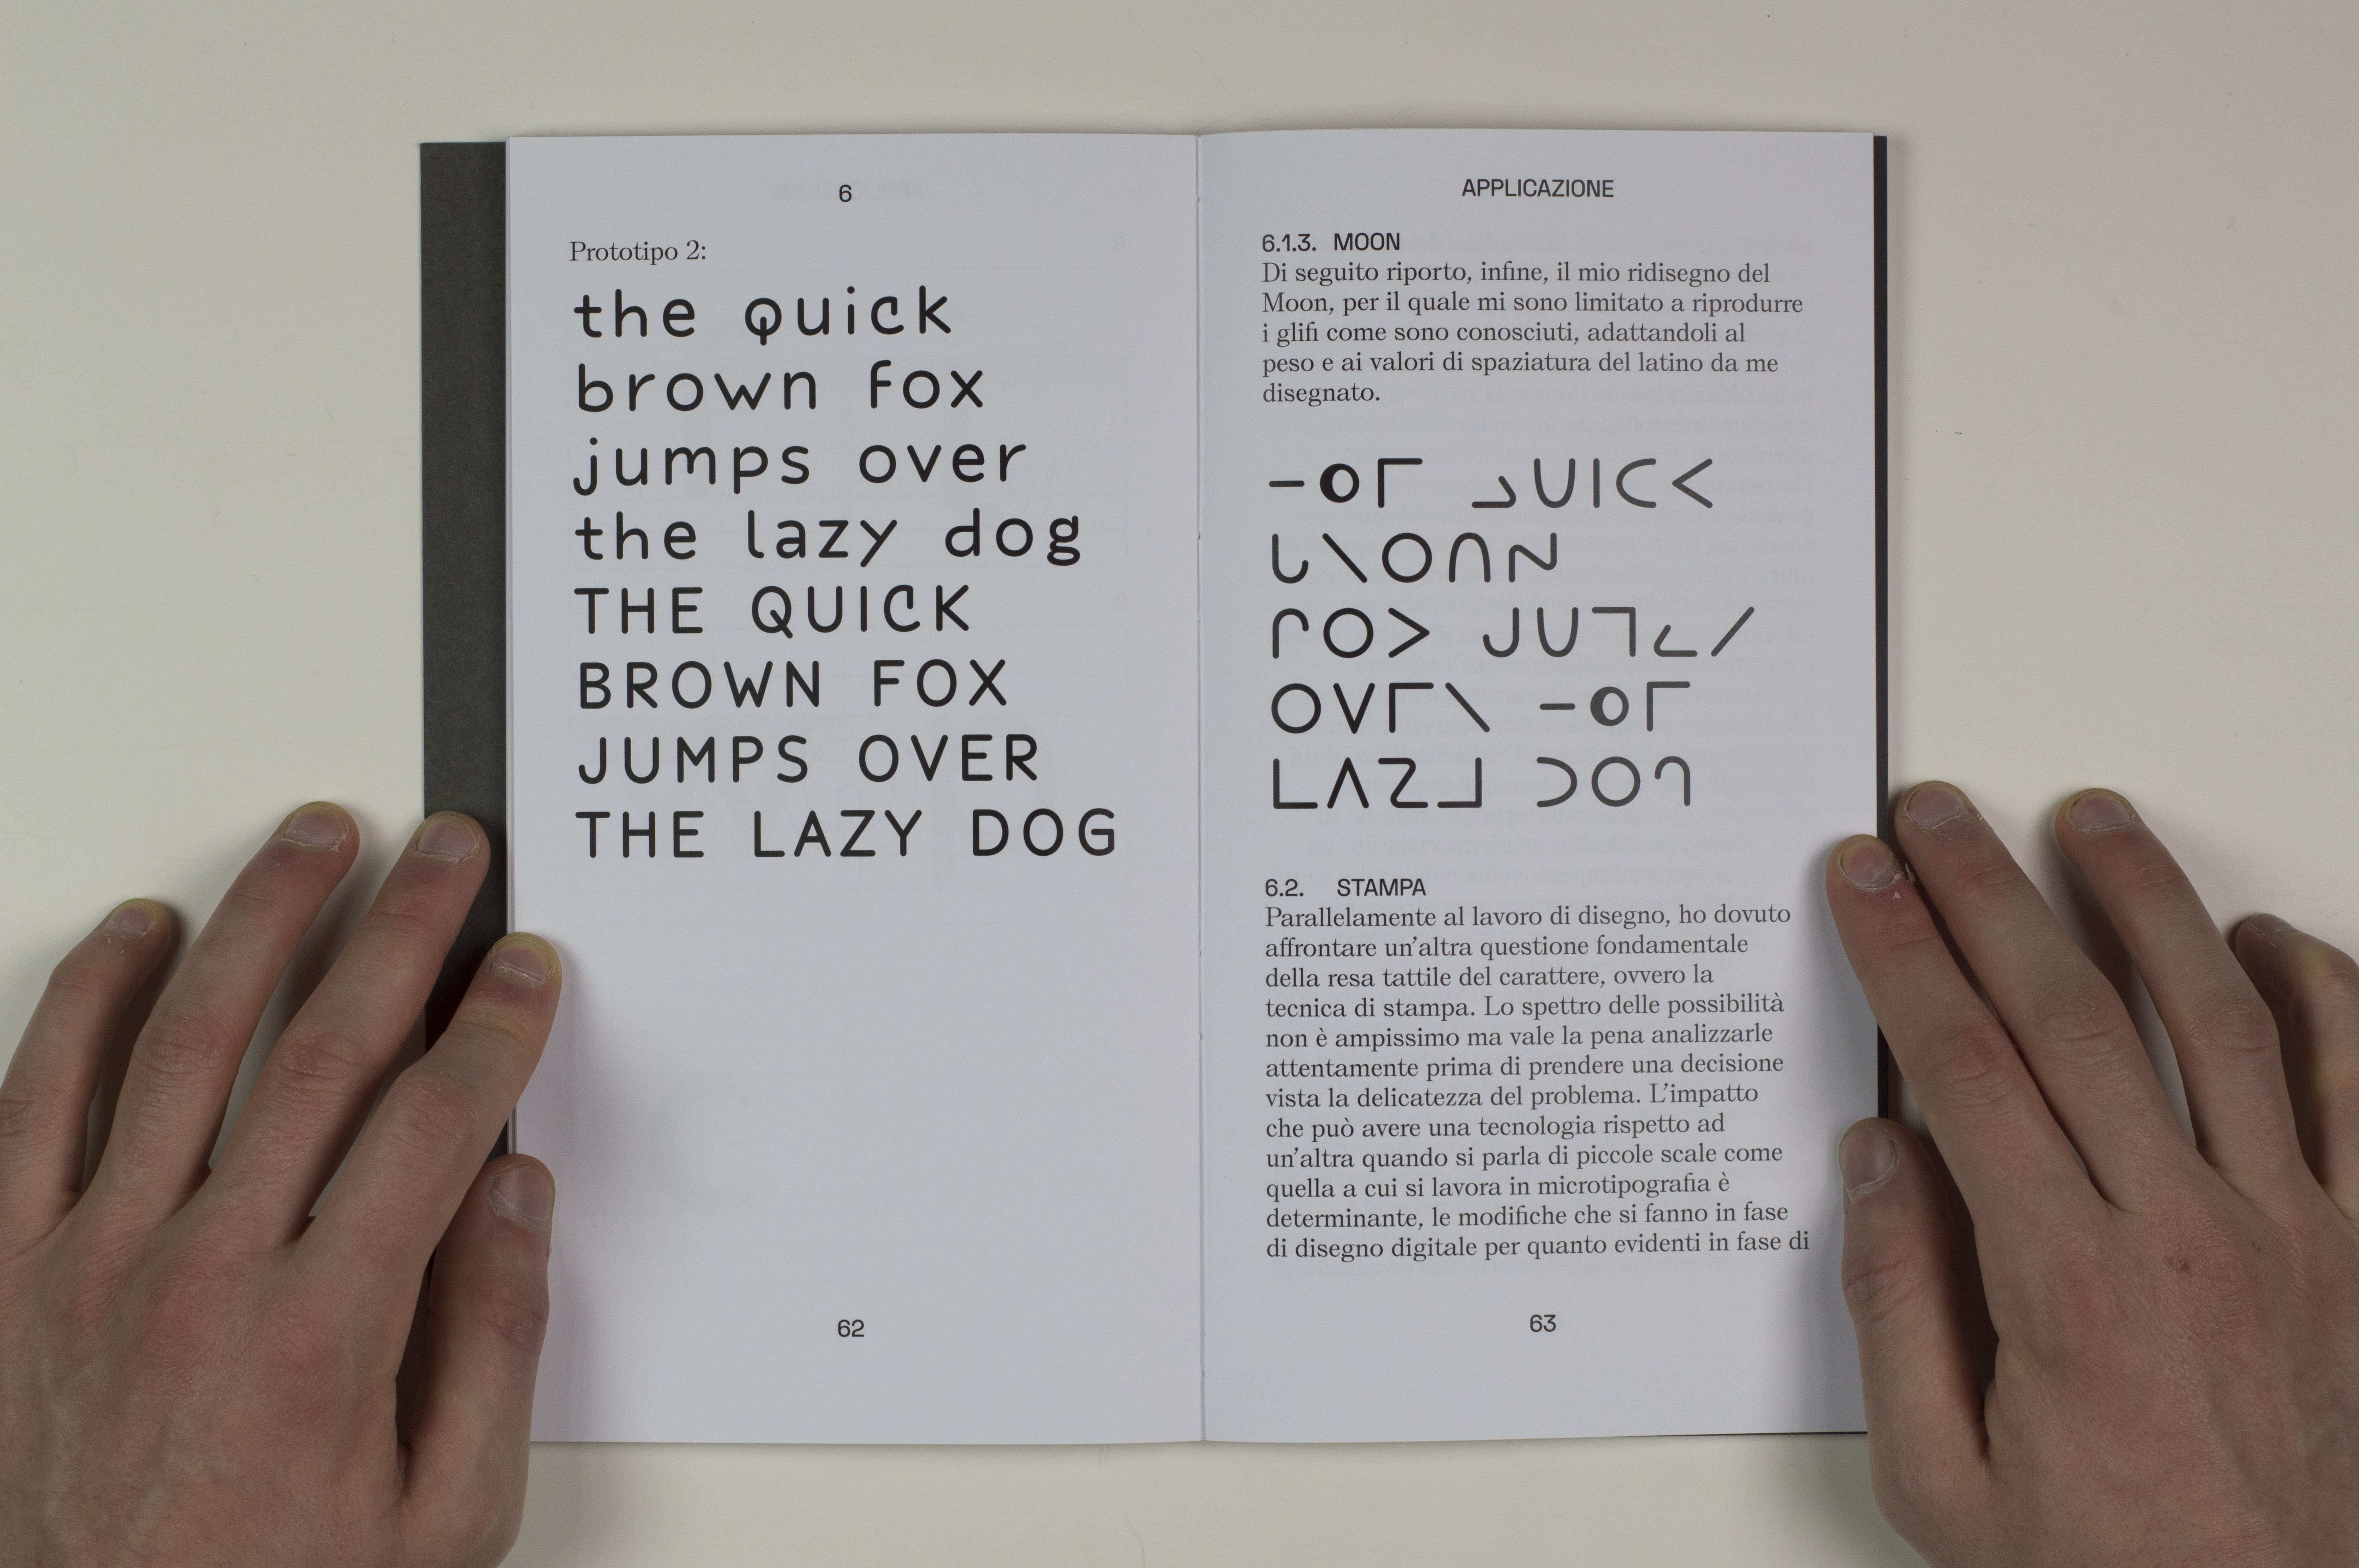 6
Prototipo 2:
the quick
brown fox
jumps over
the lazy dog
THE QUICK
BROWN FOX
JUMPS OVER
THE LAZY DOG
62
APPLICAZIONE
6.1.3. MOON
Di seguito riporto, infine, il mio ridisegno del
Moon, per il quale mi sono limitato a riprodurre
i glifi come sono conosciuti, adattandoli al
peso e ai valori di spaziatura del latino da me
disegnato.
6.2. STAMPA
Parallelamente al lavoro di disegno, ho dovuto
affrontare un’altra questione fondamentale
della resa tattile del carattere, ovvero la
tecnica di stampa. Lo spettro delle possibilità
non è ampissimo ma vale la pena analizzarle
attentamente prima di prendere una decisione
vista la delicatezza del problema. L’impatto
che può avere una tecnologia rispetto ad
un’altra quando si parla di piccole scale come
quella a cui si lavora in microtipografia è
determinante, le modifiche che si fanno in fase
di disegno digitale per quanto evidenti in fase di
63